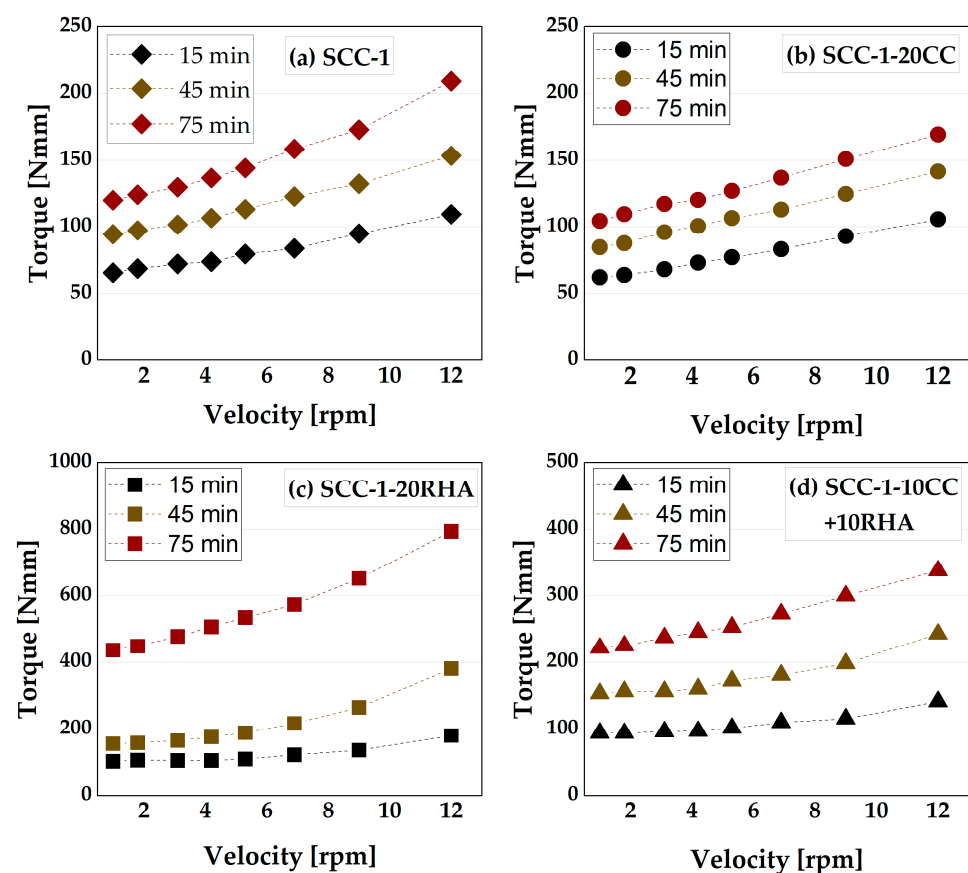 250
200
150
100
50
0
Torque [Nmm]
15 min
45 min
75 min
(a) SCC-1
2 4 6 8 10 12
Velocity [rpm]
250
200
150
100
50
0
Torque [Nmm]
15 min
45 min
75 min
(b) SCC-1-20CC
2 4 6 8 10 12
Velocity [rpm]
1000
800
600
400
200
0
Torque [Nmm]
15 min
45 min
75 min
(c) SCC-1-20RHA
2 4 6 8 10 12
Velocity [rpm]
500
400
300
200
100
0
Torque [Nmm]
15 min
45 min
75 min
(d) SCC-1-10CC
+10RHA
2 4 6 8 10 12
Velocity [rpm]